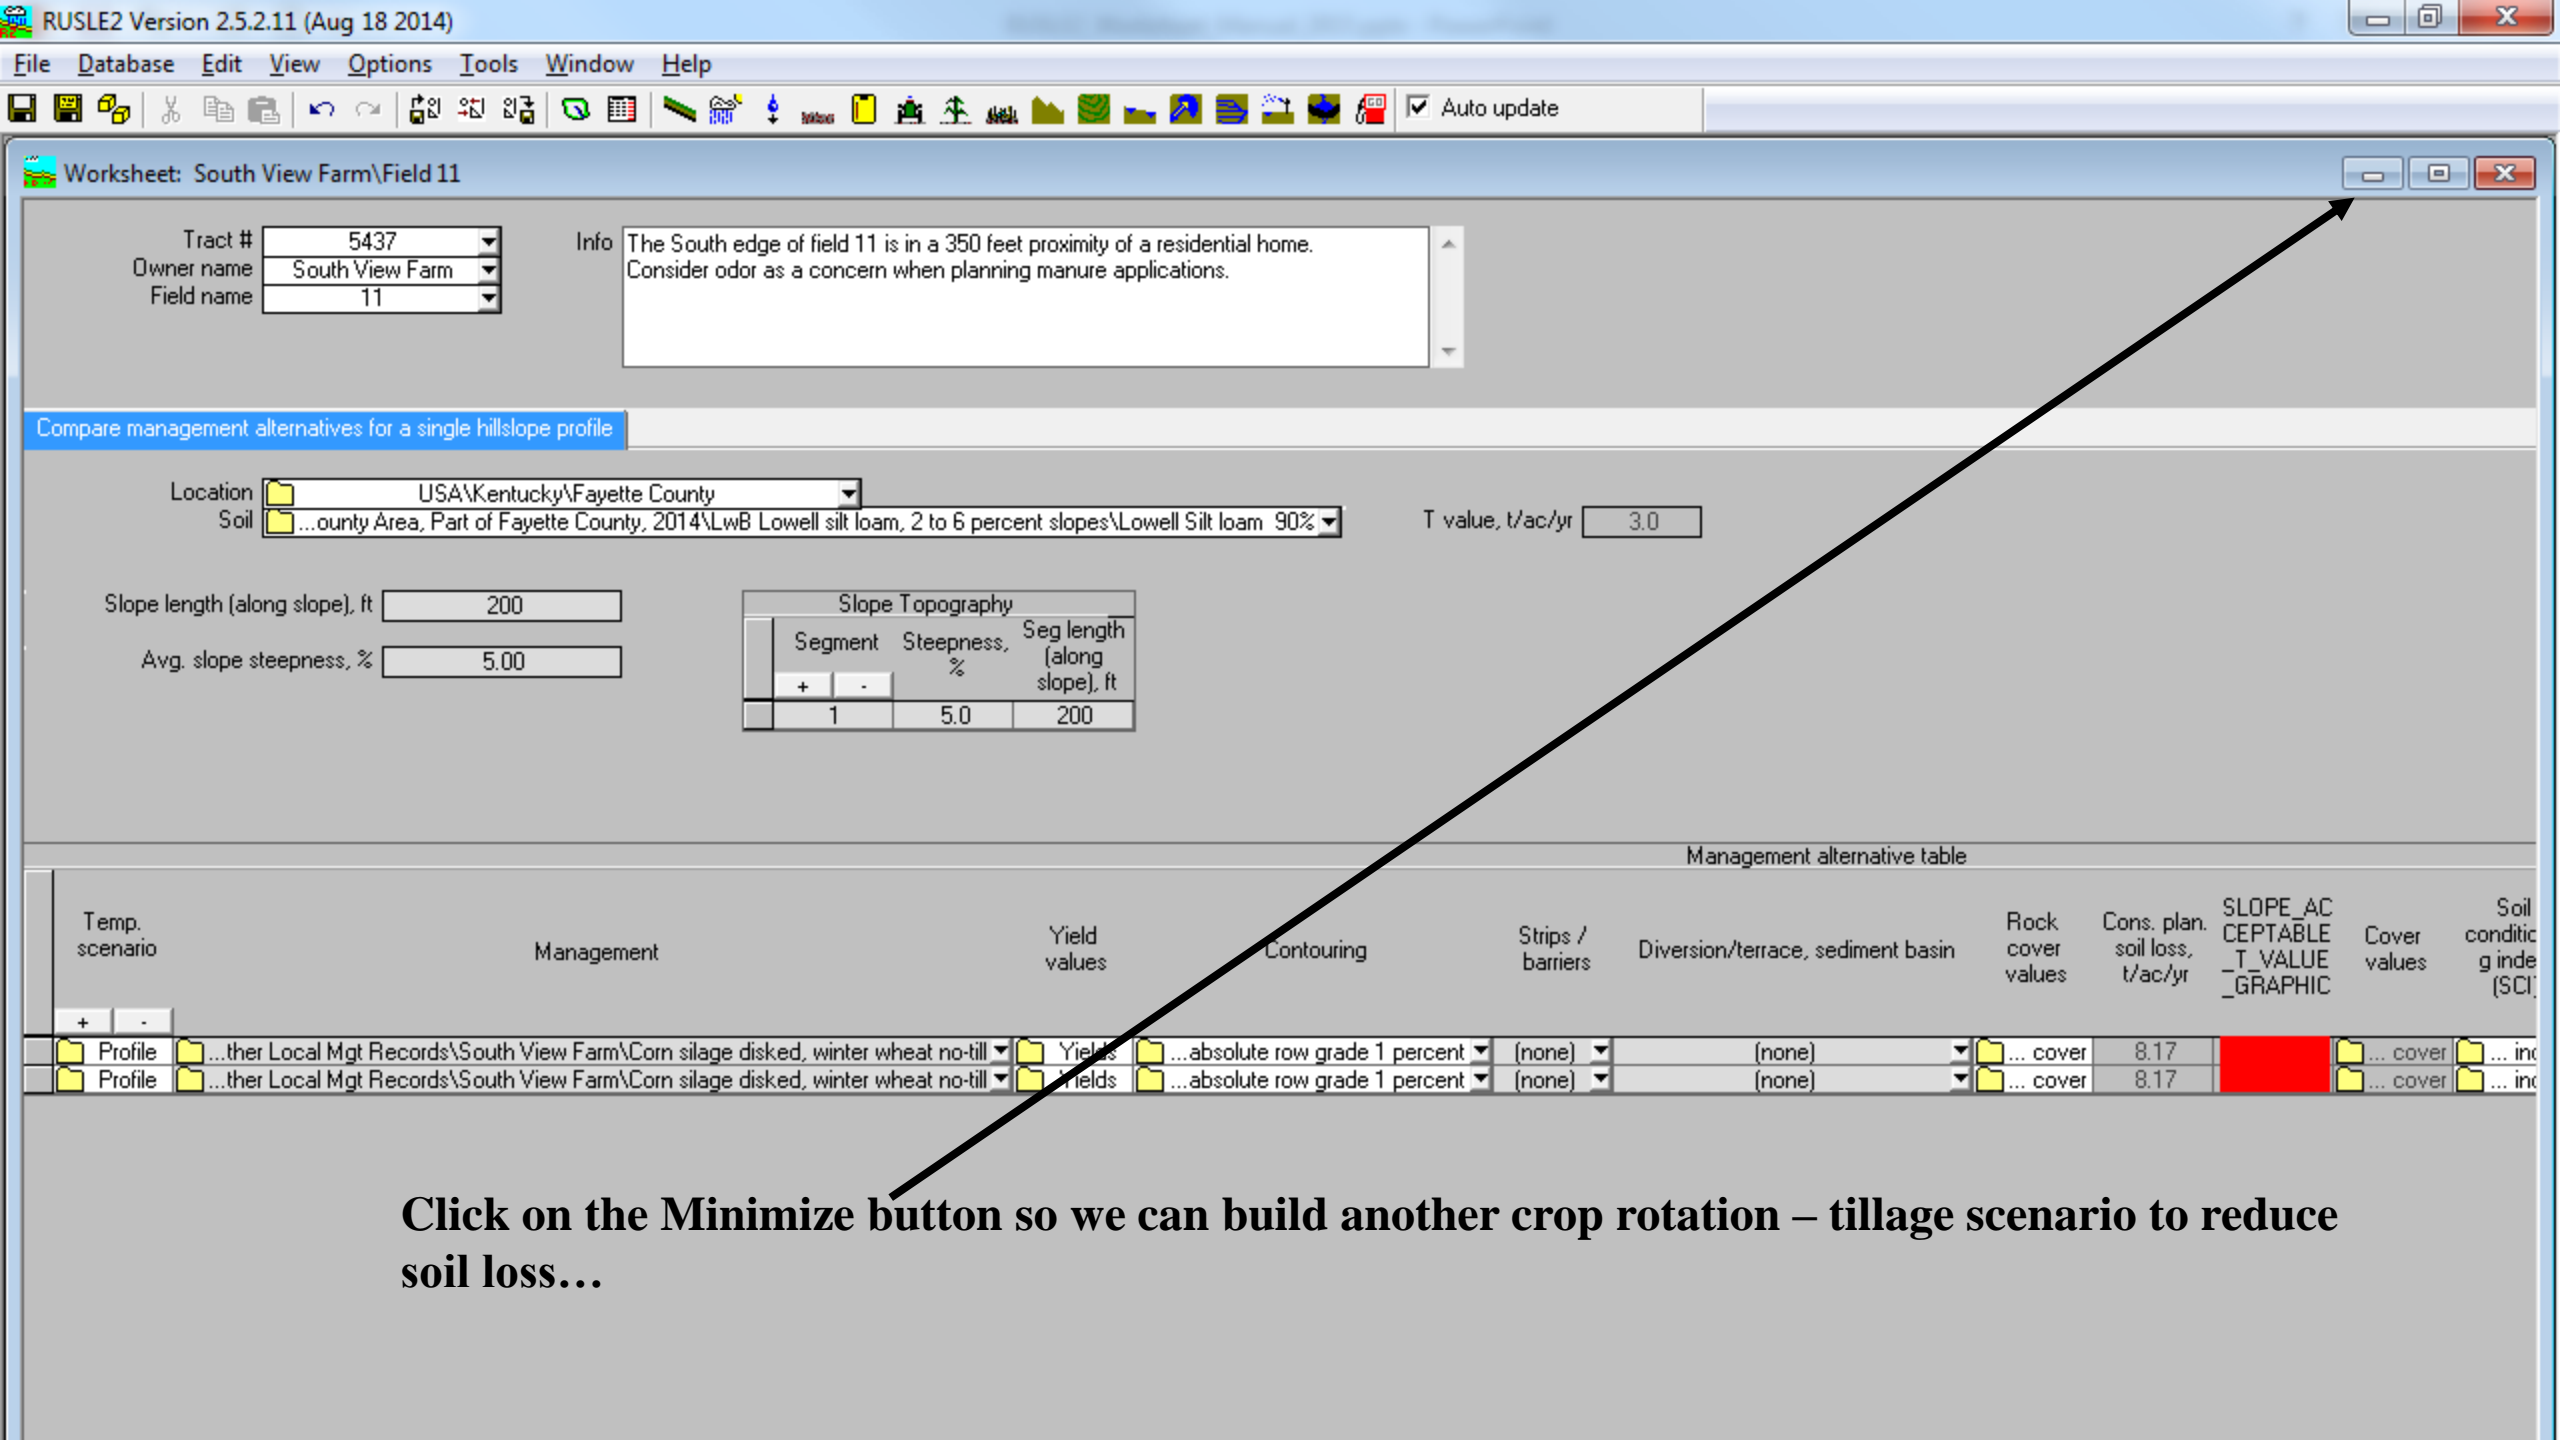 RUSLE2 Version 2.5.2.11 (Aug 18 2014)
File Database Edit View Options Tools Window Help
Auto update
Worksheet: South View Farm\Field 11
Tract # 5437
Owner name South View Farm
Field name 11
Info The South edge of field 11 is in a 350 feet proximity of a residential home.
Consider odor as a concern when planning manure applications.
Compare management alternatives for a single hillslope profile
Location USA\Kentucky\Fayette County
Soil ...ounty Area, Part of Fayette County, 2014\LwB Lowell silt loam, 2 to 6 percent slopes\Lowell Silt loam 90%
T value, t/ac/yr 3.0
Slope length (along slope), ft 200
Avg. slope steepness, % 5.00
Slope Topography
Segment
+ -
Steepness,
%
Seg length
(along
slope), ft
1 5.0 200
Management alternative table
Temp.
scenario
+ -
Management
Yield
values
Contouring
Strips /
barriers
Diversion/terrace, sediment basin
Rock
cover
values
Cons. plan.
soil loss,
t/ac/yr
SLOPE_AC
CEPTABLE
_T_VALUE
_GRAPHIC
Cover
values
Soil
conditic
g inde
(SCI)
Profile ...ther Local Mgt Records\South View Farm\Corn silage disked, winter wheat no-till Yields ...absolute row grade 1 percent (none) (none) ... cover 8.17 ... cover ... ind
Profile ...ther Local Mgt Records\South View Farm\Corn silage disked, winter wheat no-till Yields ...absolute row grade 1 percent (none) (none) ... cover 8.17 ... cover ... ind
Click on the Minimize button so we can build another crop rotation – tillage scenario to reduce
soil loss…